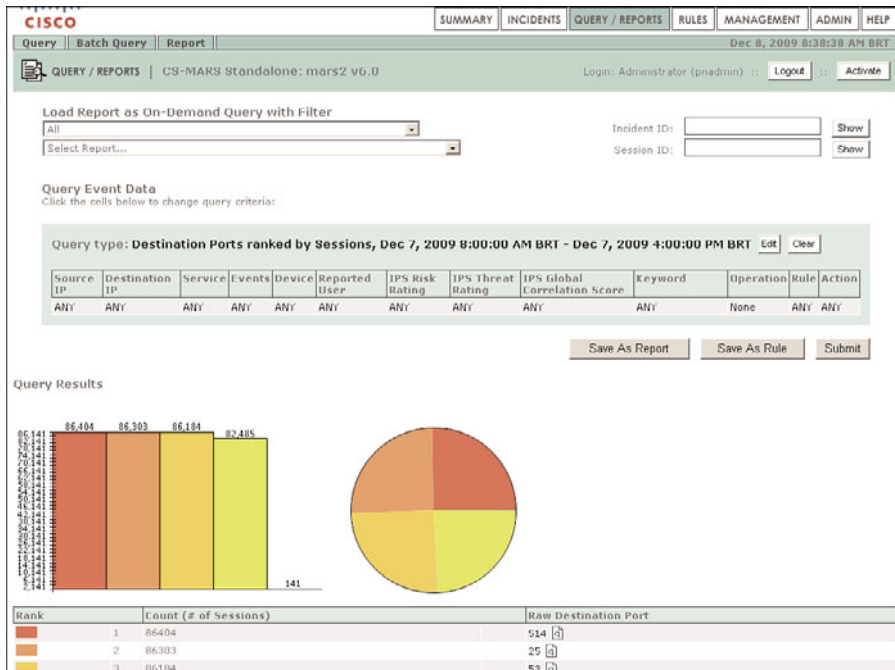 CISCO
SUMMARY INCIDENTS QUERY / REPORTS RULES MANAGEMENT ADMIN HELP
Query Batch Query Report Dec 8, 2009 8:38:38 AM BRT
QUERY / REPORTS | CS-MARS Standalone: mars2 v6.0 Login: Administrator (pnadmin) :: Logout :: Activate
Load Report as On-Demand Query with Filter
All Incident ID: Show
Select Report... Session ID: Show
Query Event Data
Click the cells below to change query criteria:
Query type: Destination Ports ranked by Sessions, Dec 7, 2009 8:00:00 AM BRT - Dec 7, 2009 4:00:00 PM BRT Edit Clear
Source IP Destination IP Service Events Device Reported User IPS Risk Rating IPS Threat Rating IPS Global Correlation Score Keyword Operation Rule Action
ANY ANY ANY ANY ANY ANY ANY ANY ANY ANY None ANY ANY
Save As Report Save As Rule Submit
Query Results
86,404 86,303 86,184 82,485 141
86,141
82,141
Rank Count (# of Sessions) Raw Destination Port
1 86404 514
2 86303 25
3 86184 53